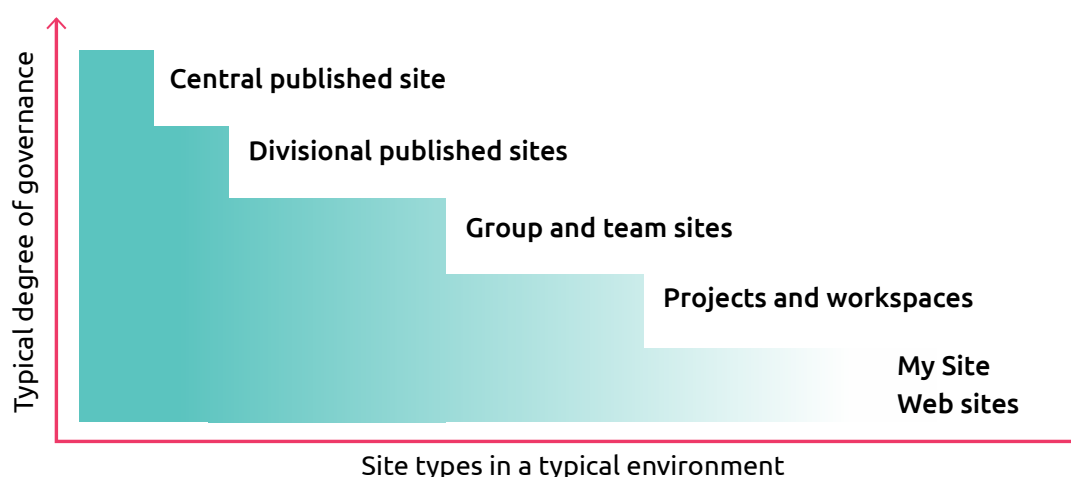 Typical degree of governance
Central published site
Divisional published sites
Group and team sites
Projects and workspaces
My Site
Web sites
Site types in a typical environment